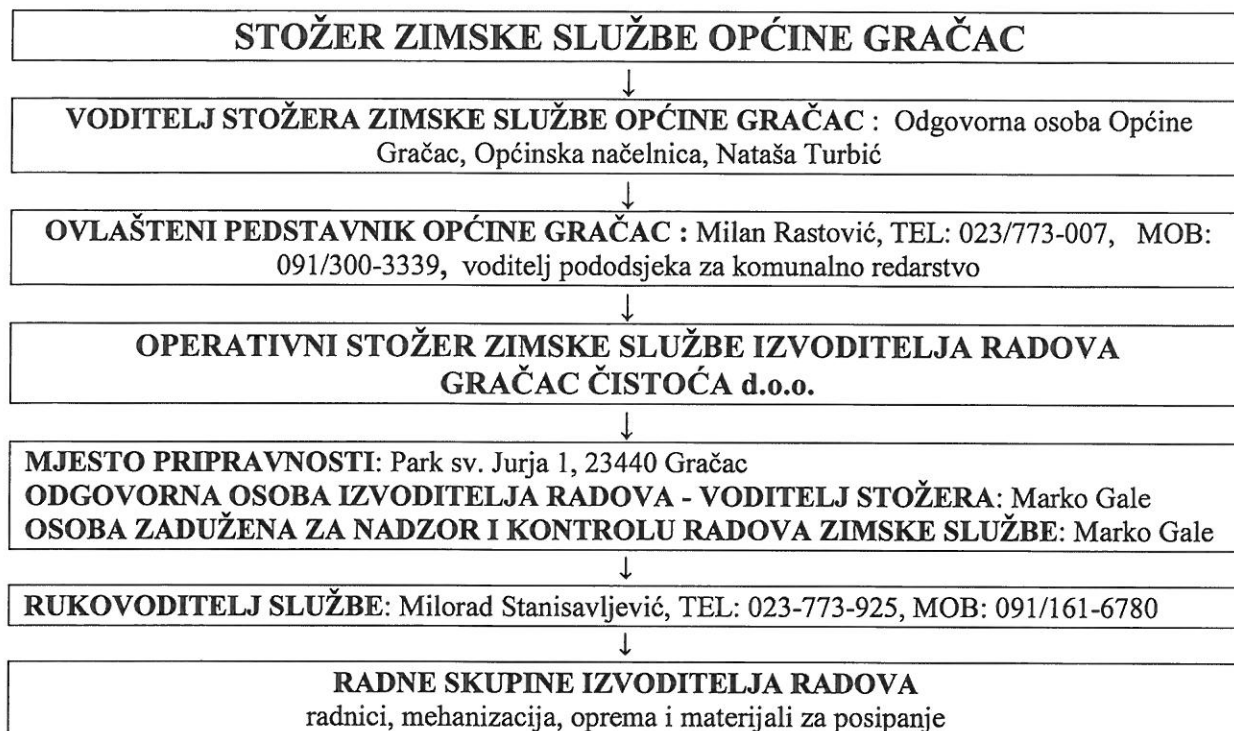 STOŽER ZIMSKE SLUŽBE OPĆINE GRAČAC
↓
VODITELJ STOŽERA ZIMSKE SLUŽBE OPĆINE GRAČAC : Odgovorna osoba Općine
Gračac, Općinska načelnica, Nataša Turbić
↓
OVLAŠTENI PEDSTAVNIK OPĆINE GRAČAC : Milan Rastović, TEL: 023/773-007, MOB:
091/300-3339, voditelj pododsjeka za komunalno redarstvo
↓
OPERATIVNI STOŽER ZIMSKE SLUŽBE IZVODITELJA RADOVA
GRAČAC ČISTOĆA d.o.o.
↓
MJESTO PRIPRAVNOSTI: Park sv. Jurja 1, 23440 Gračac
ODGOVORNA OSOBA IZVODITELJA RADOVA - VODITELJ STOŽERA: Marko Gale
OSOBA ZADUŽENA ZA NADZOR I KONTROLU RADOVA ZIMSKE SLUŽBE: Marko Gale
↓
RUKOVODITELJ SLUŽBE: Milorad Stanisavljević, TEL: 023-773-925, MOB: 091/161-6780
↓
RADNE SKUPINE IZVODITELJA RADOVA
radnici, mehanizacija, oprema i materijali za posipanje